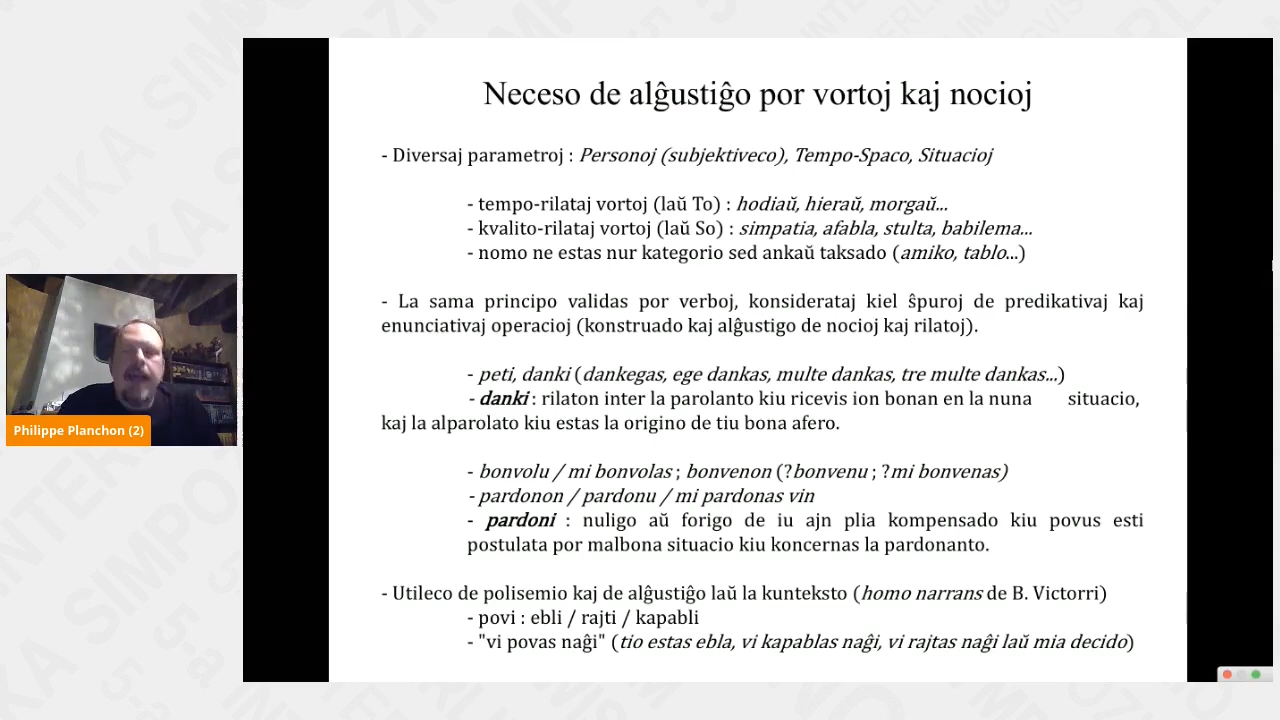 Neceso de alĝustiĝo por vortoj kaj nocioj
- Diversaj parametroj : Personoj (subjektiveco), Tempo-Spaco, Situacioj
- tempo-rilataj vortoj (laŭ To) : hodiaŭ, hieraŭ, morgaŭ...
- kvalito-rilataj vortoj (laŭ So) : simpatia, afabla, stulta, babilema...
- nomo ne estas nur kategorio sed ankaŭ taksado (amiko, tablo...)
- La sama principo validas por verboj, konsiderataj kiel ŝpuroj de predikativaj kaj
enunciativaj operacioj (konstruado kaj alĝustigo de nocioj kaj rilatoj).
- peti, danki (dankegas, ege dankas, multe dankas, tre multe dankas...)
- danki : rilaton inter la parolanto kiu ricevis ion bonan en la nuna situacio,
kaj la alparolato kiu estas la origino de tiu bona afero.
- bonvolu / mi bonvolas ; bonvenon (?bonvenu ; ?mi bonvenas)
- pardonon / pardonu / mi pardonas vin
- pardoni : nuligo aŭ forigo de iu ajn plia kompensado kiu povus esti
postulata por malbona situacio kiu koncernas la pardonanto.
- Utileco de polisemio kaj de alĝustiĝo laŭ la kunteksto (homo narrans de B. Victorri)
- povi : ebli / rajti / kapabli
- "vi povas naĝi" (tio estas ebla, vi kapablas naĝi, vi rajtas naĝi laŭ mia decido)
Philippe Planchon (2)